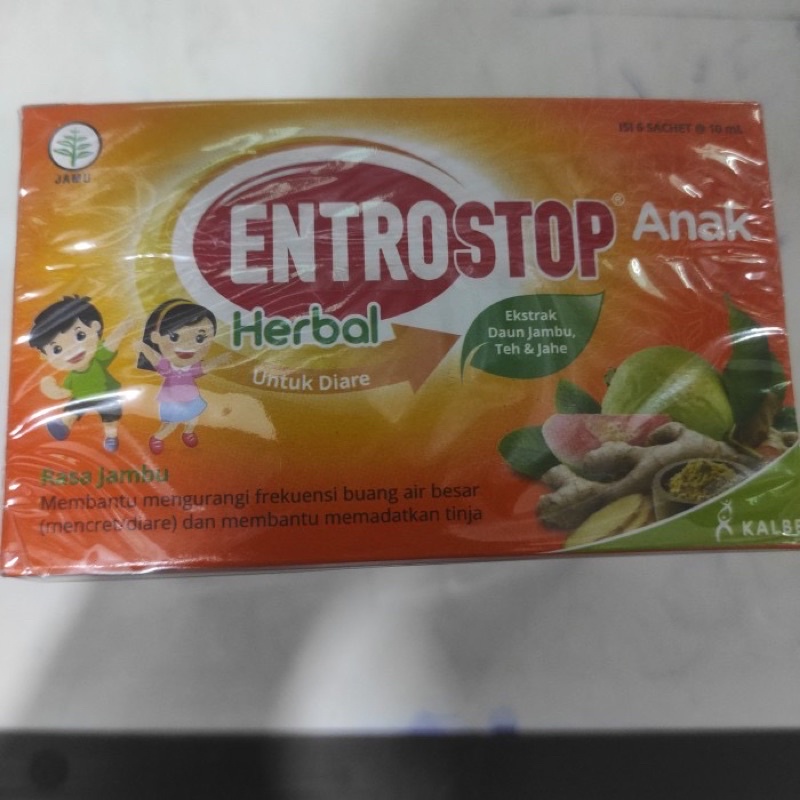 JAMU
ISI 6 SACHET @ 10 mL
ENTROSTOP® Anak
Herbal
Untuk Diare
Ekstrak
Daun Jambu,
Teh & Jahe
Rasa Jambu
Membantu mengurangi frekuensi buang air besar
(mencret/diare) dan membantu memadatkan tinja
KALBE